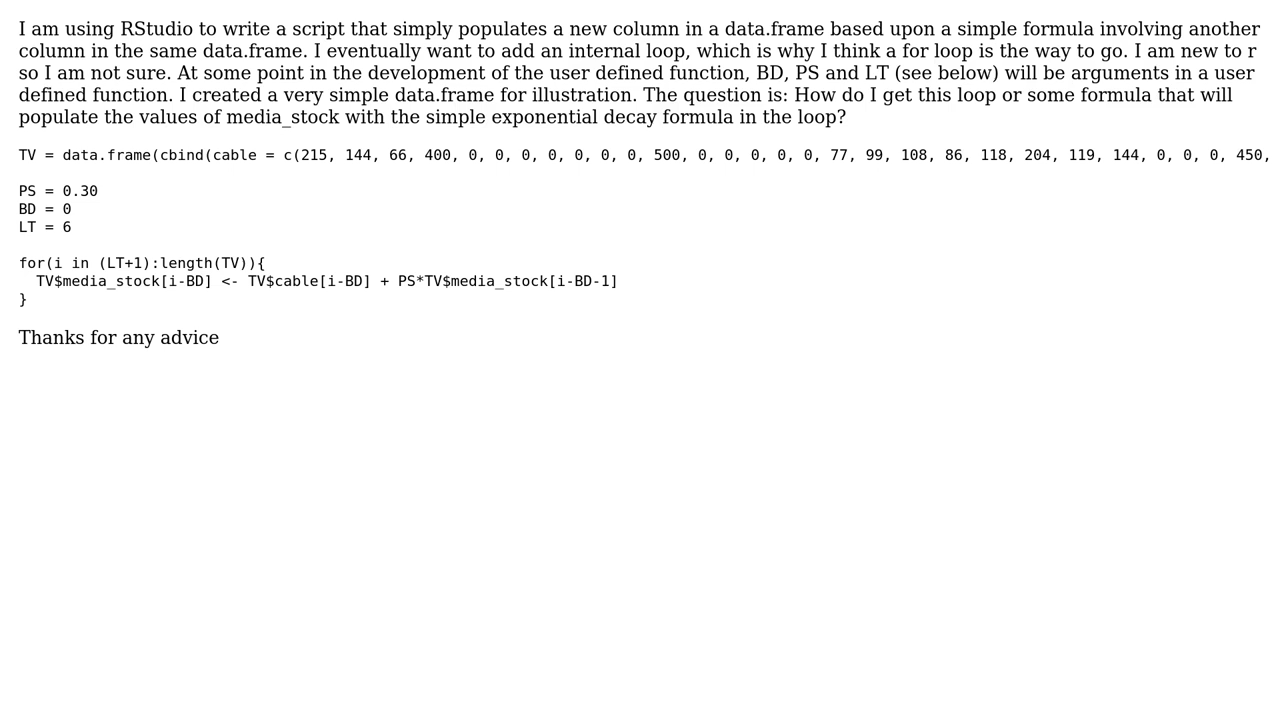 I am using RStudio to write a script that simply populates a new column in a data.frame based upon a simple formula involving another
column in the same data.frame. I eventually want to add an internal loop, which is why I think a for loop is the way to go. I am new to r
so I am not sure. At some point in the development of the user defined function, BD, PS and LT (see below) will be arguments in a user
defined function. I created a very simple data.frame for illustration. The question is: How do I get this loop or some formula that will
populate the values of media_stock with the simple exponential decay formula in the loop?
TV = data.frame(cbind(cable = c(215, 144, 66, 400, 0, 0, 0, 0, 0, 0, 0, 500, 0, 0, 0, 0, 0, 77, 99, 108, 86, 118, 204, 119, 144, 0, 0, 0, 450,
PS = 0.30
BD = 0
LT = 6
for(i in (LT+1):length(TV)){
  TV$media_stock[i-BD] <- TV$cable[i-BD] + PS*TV$media_stock[i-BD-1]
}
Thanks for any advice